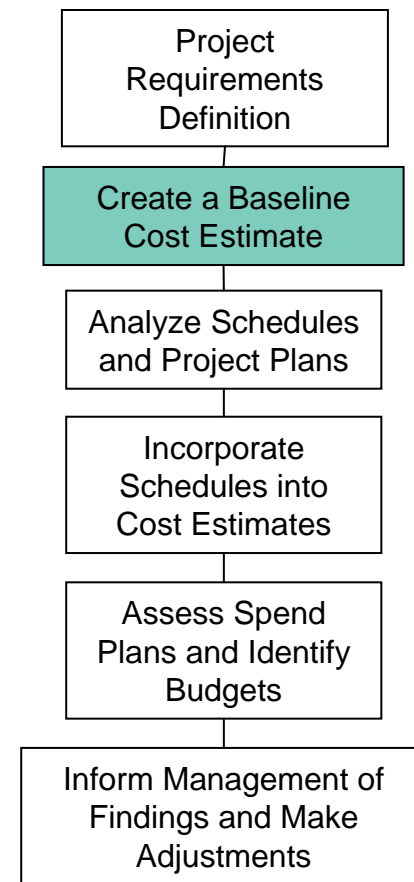 Project
Requirements
Definition
Create a Baseline
Cost Estimate
Analyze Schedules
and Project Plans
Incorporate
Schedules into
Cost Estimates
Assess Spend
Plans and Identify
Budgets
Inform Management of
Findings and Make
Adjustments